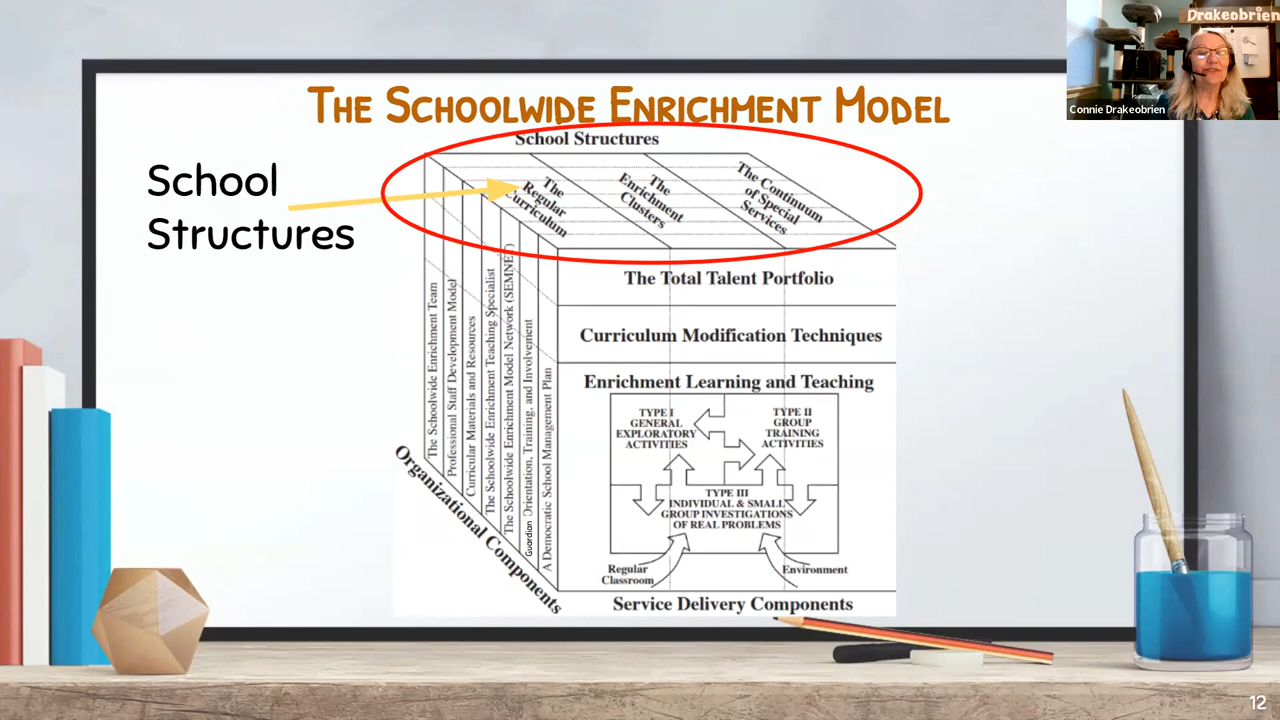 Drakeobrien
Connie Drakeobrien
The Schoolwide Enrichment Model
School Structures
School
Structures
The
Regular
Curriculum
The
Enrichment
Clusters
The Continuum
of Special
Services
The Total Talent Portfolio
Curriculum Modification Techniques
Enrichment Learning and Teaching
TYPE I
GENERAL
EXPLORATORY
ACTIVITIES
TYPE II
GROUP
TRAINING
ACTIVITIES
TYPE III
INDIVIDUAL & SMALL
GROUP INVESTIGATIONS
OF REAL PROBLEMS
Regular
Classroom
Environment
Service Delivery Components
The Schoolwide Enrichment Team
Professional Staff Development Model
Curricular Materials and Resources
The Schoolwide Enrichment Teaching Specialist
The Schoolwide Enrichment Model Network (SEMNET)
Guardian Orientation, Training, and Involvement
A Democratic School Management Plan
Organizational Components
12